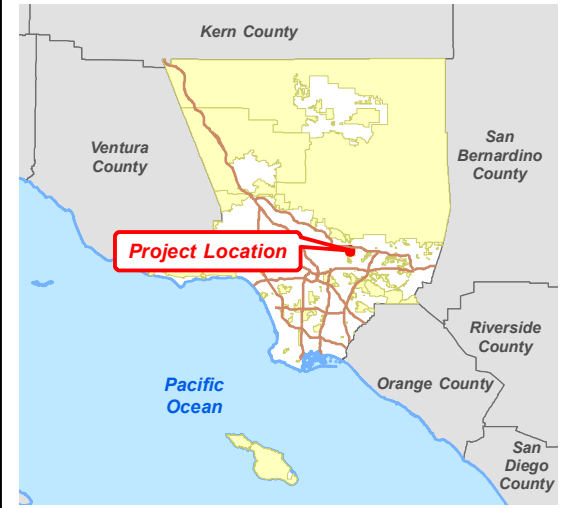 Kern County
Ventura
County
San
Bernardino
County
Project Location
Riverside
County
Pacific
Ocean
Orange County
San
Diego
County